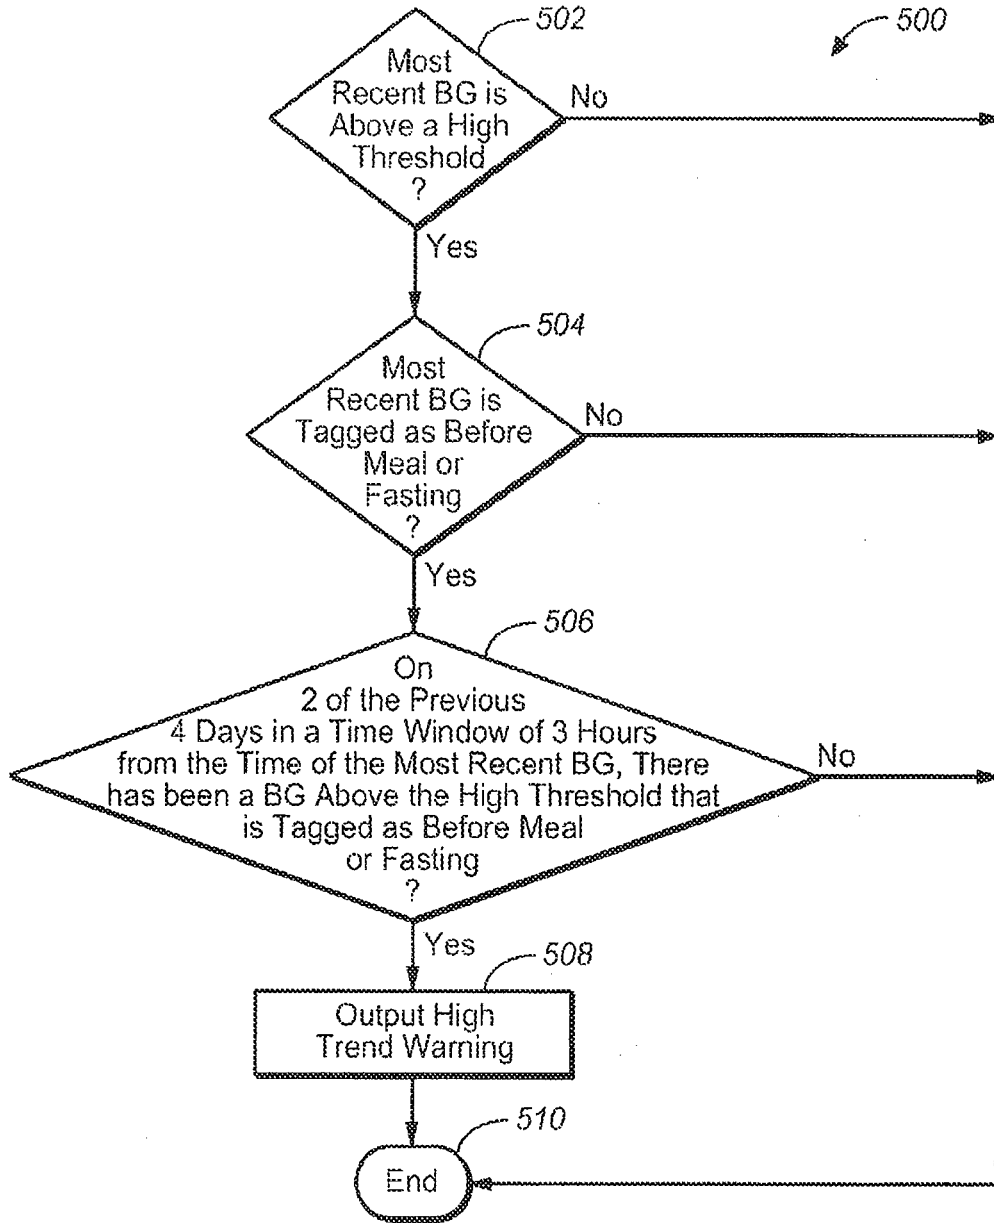 502
500
Most
Recent BG is
Above a High
Threshold
?
No
Yes
504
Most
Recent BG is
Tagged as Before
Meal or
Fasting
?
No
Yes
506
On
2 of the Previous
4 Days in a Time Window of 3 Hours
from the Time of the Most Recent BG, There
has been a BG Above the High Threshold that
is Tagged as Before Meal
or Fasting
?
No
Yes
508
Output High
Trend Warning
510
End